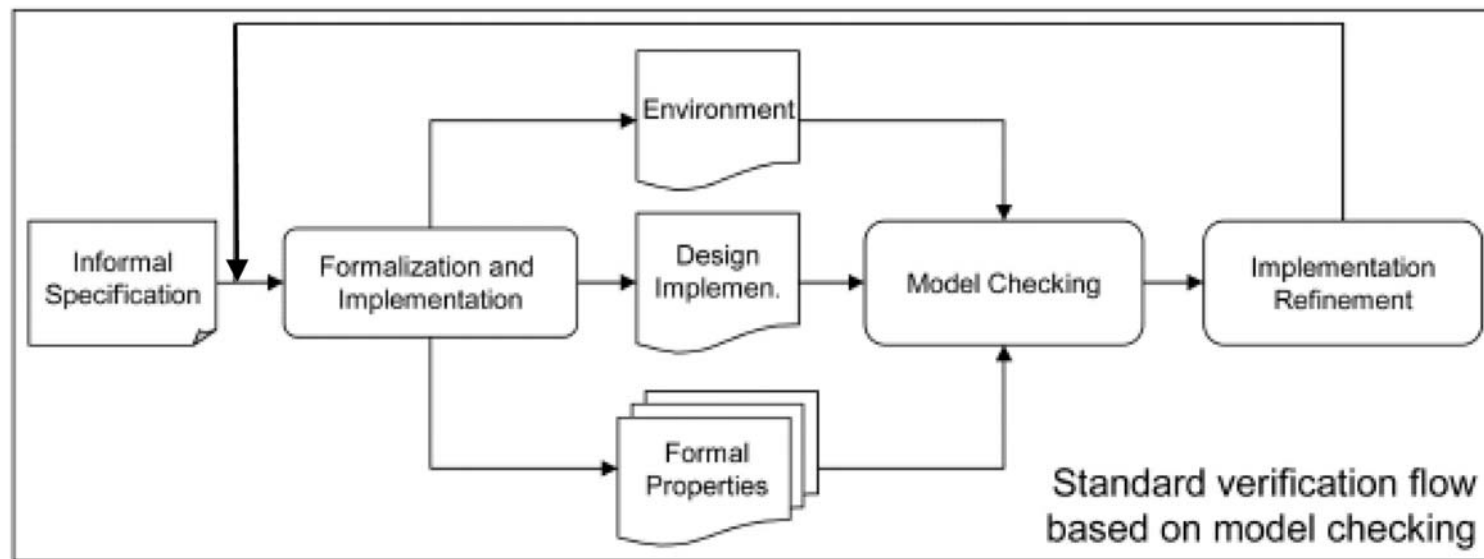 Environment
Informal
Specification
Formalization and
Implementation
Design
Implemen.
Model Checking
Implementation
Refinement
Formal
Properties
Standard verification flow
based on model checking